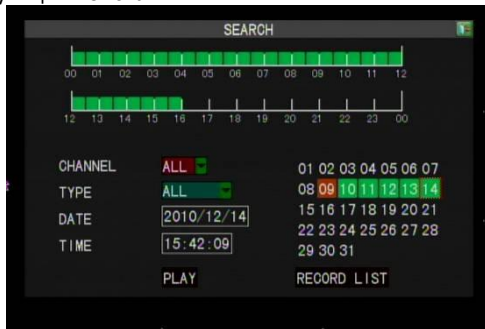 SEARCH
00 01 02 03 04 05 06 07 08 09 10 11 12
12 13 14 15 16 17 18 19 20 21 22 23 00
CHANNEL ALL
01 02 03 04 05 06 07
TYPE ALL
08 09 10 11 12 13 14
DATE 2010/12/14
15 16 17 18 19 20 21
22 23 24 25 26 27 28
TIME 15:42:09
29 30 31
PLAY
RECORD LIST